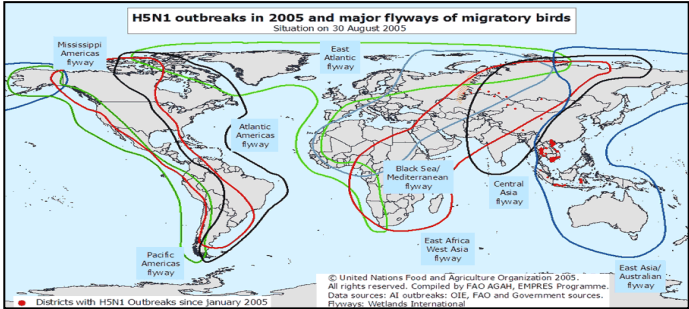 H5N1 outbreaks in 2005 and major flyways of migratory birds
Situation on 30 August 2005
Mississippi
Americas
flyway
East
Atlantic
flyway
Atlantic
Americas
flyway
Black Sea/
Mediterranean
flyway
Central
Asia
flyway
East Africa
West Asia
flyway
Pacific
Americas
flyway
East Asia/
Australian
flyway
© United Nations Food and Agriculture Organization 2005.
All rights reserved. Compiled by FAO AGAH, EMPRES Programme.
Data sources: AI outbreaks: OIE, FAO and Government sources.
Flyways: Wetlands International
Districts with H5N1 Outbreaks since january 2005